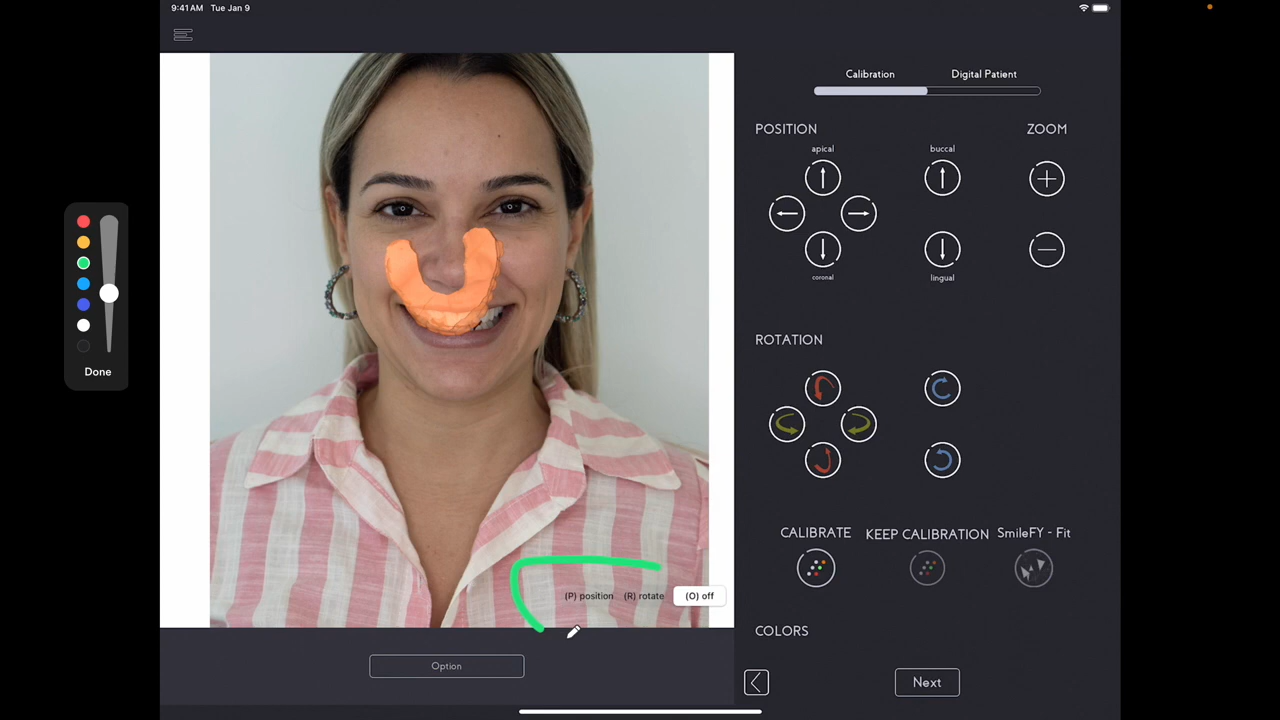 9:41 AM Tue Jan 9
Calibration Digital Patient
POSITION ZOOM
apical buccal
coronal lingual
ROTATION
CALIBRATE KEEP CALIBRATION SmileFY - Fit
(P) position (R) rotate (O) off
COLORS
Option
Next
Done